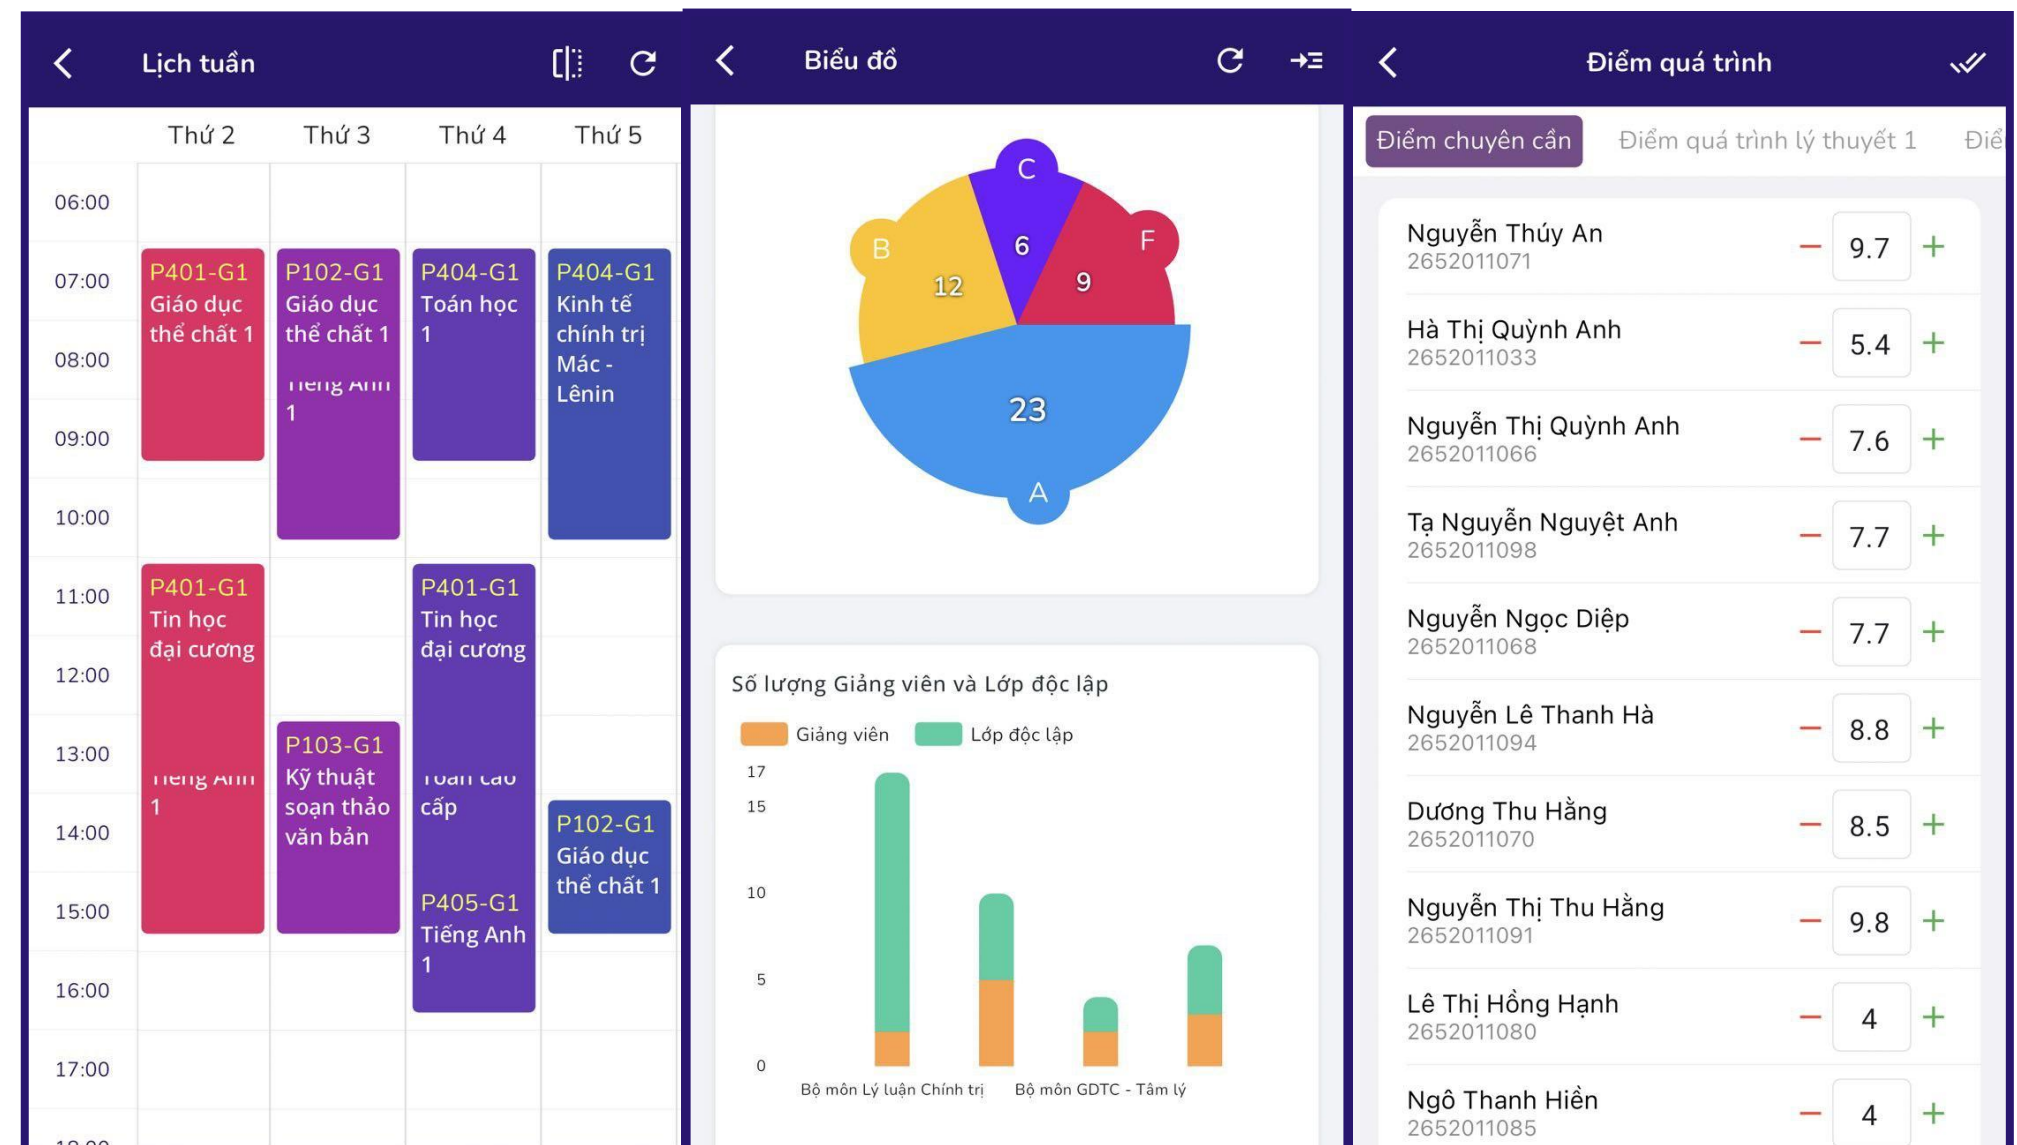 Lịch tuần
Thứ 2 Thứ 3 Thứ 4 Thứ 5
06:00
07:00
08:00
09:00
10:00
11:00
12:00
13:00
14:00
15:00
16:00
17:00
P401-G1
Giáo dục
thể chất 1
P401-G1
Tin học
đại cương
Tiếng Anh
1
P102-G1
Giáo dục
thể chất 1
Tiếng Anh
1
P103-G1
Kỹ thuật
soạn thảo
văn bản
P404-G1
Toán học
1
P401-G1
Tin học
đại cương
Toán cao
cấp
P405-G1
Tiếng Anh
1
P404-G1
Kinh tế
chính trị
Mác -
Lênin
P102-G1
Giáo dục
thể chất 1
Biểu đồ
C
B
F
6
12
9
23
A
Số lượng Giảng viên và Lớp độc lập
Giảng viên Lớp độc lập
17
15
10
5
0
Bộ môn Lý luận Chính trị Bộ môn GDTC - Tâm lý
Điểm quá trình
Điểm chuyên cần Điểm quá trình lý thuyết 1 Điể
Nguyễn Thúy An
2652011071
− 9.7 +
Hà Thị Quỳnh Anh
2652011033
− 5.4 +
Nguyễn Thị Quỳnh Anh
2652011066
− 7.6 +
Tạ Nguyễn Nguyệt Anh
2652011098
− 7.7 +
Nguyễn Ngọc Diệp
2652011068
− 7.7 +
Nguyễn Lê Thanh Hà
2652011094
− 8.8 +
Dương Thu Hằng
2652011070
− 8.5 +
Nguyễn Thị Thu Hằng
2652011091
− 9.8 +
Lê Thị Hồng Hạnh
2652011080
− 4 +
Ngô Thanh Hiền
2652011085
− 4 +